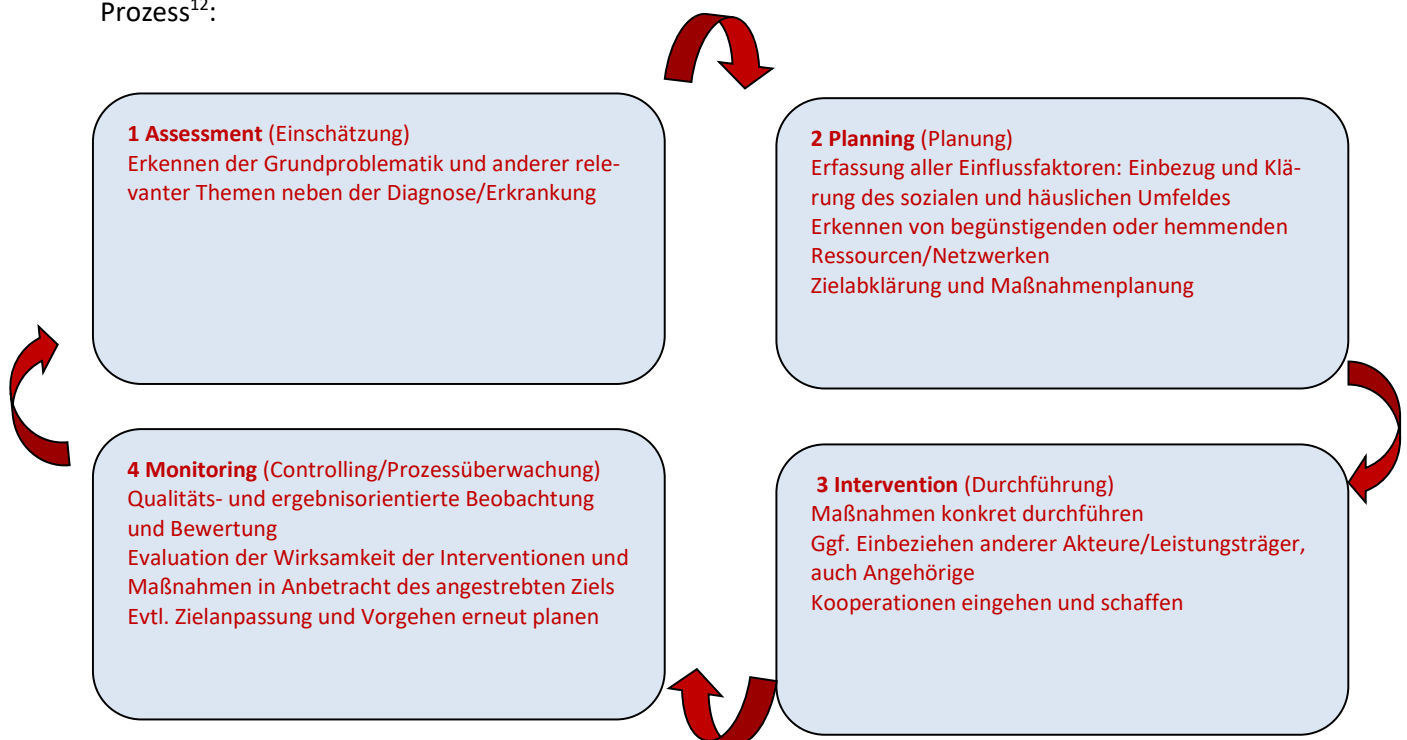 Prozess12:
1 Assessment (Einschätzung)
Erkennen der Grundproblematik und anderer rele-
vanter Themen neben der Diagnose/Erkrankung
2 Planning (Planung)
Erfassung aller Einflussfaktoren: Einbezug und Klä-
rung des sozialen und häuslichen Umfeldes
Erkennen von begünstigenden oder hemmenden
Ressourcen/Netzwerken
Zielabklärung und Maßnahmenplanung
3 Intervention (Durchführung)
Maßnahmen konkret durchführen
Ggf. Einbeziehen anderer Akteure/Leistungsträger,
auch Angehörige
Kooperationen eingehen und schaffen
4 Monitoring (Controlling/Prozessüberwachung)
Qualitäts- und ergebnisorientierte Beobachtung
und Bewertung
Evaluation der Wirksamkeit der Interventionen und
Maßnahmen in Anbetracht des angestrebten Ziels
Evtl. Zielanpassung und Vorgehen erneut planen